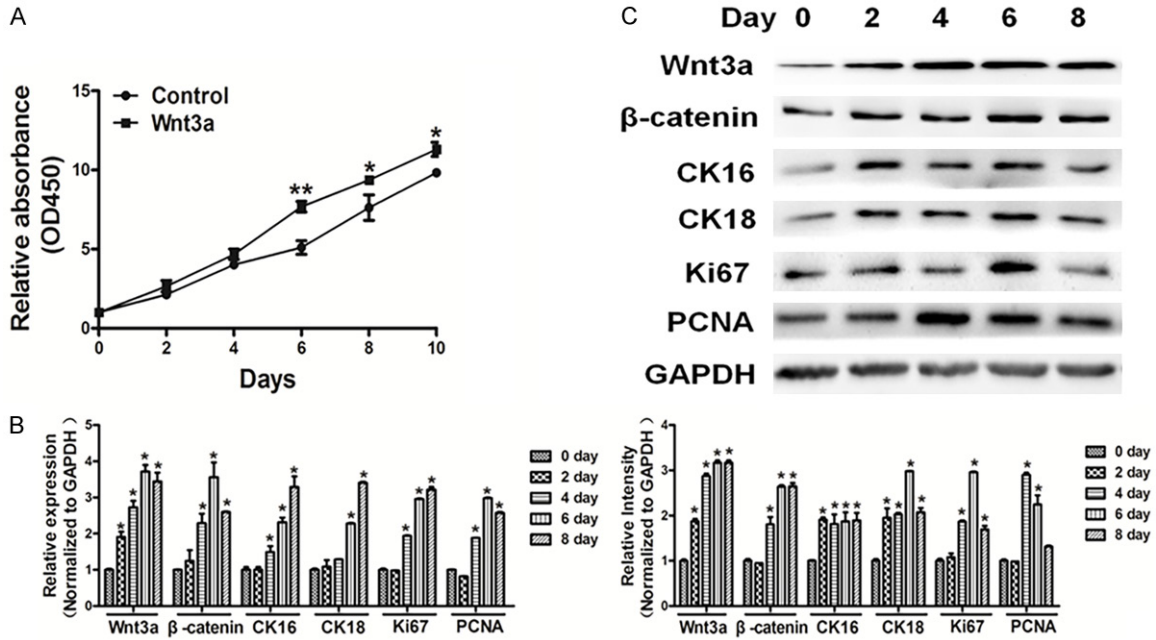 A
Relative absorbance
(OD450)
15
10
5
0
Control
Wnt3a
**
*
*
0 2 4 6 8 10
Days
C
Day 0 2 4 6 8
Wnt3a
β-catenin
CK16
CK18
Ki67
PCNA
GAPDH
B
Relative expression
(Normalized to GAPDH)
5
4
3
2
1
0
* * * *
* * *
* * *
* *
* * *
* * *
Wnt3a β -catenin CK16 CK18 Ki67 PCNA
0 day
2 day
4 day
6 day
8 day
Relative Intensity
(Normalized to GAPDH)
4
3
2
1
0
* * * *
* * *
* * * *
* * * *
* * *
* *
Wnt3a β -catenin CK16 CK18 Ki67 PCNA
0 day
2 day
4 day
6 day
8 day